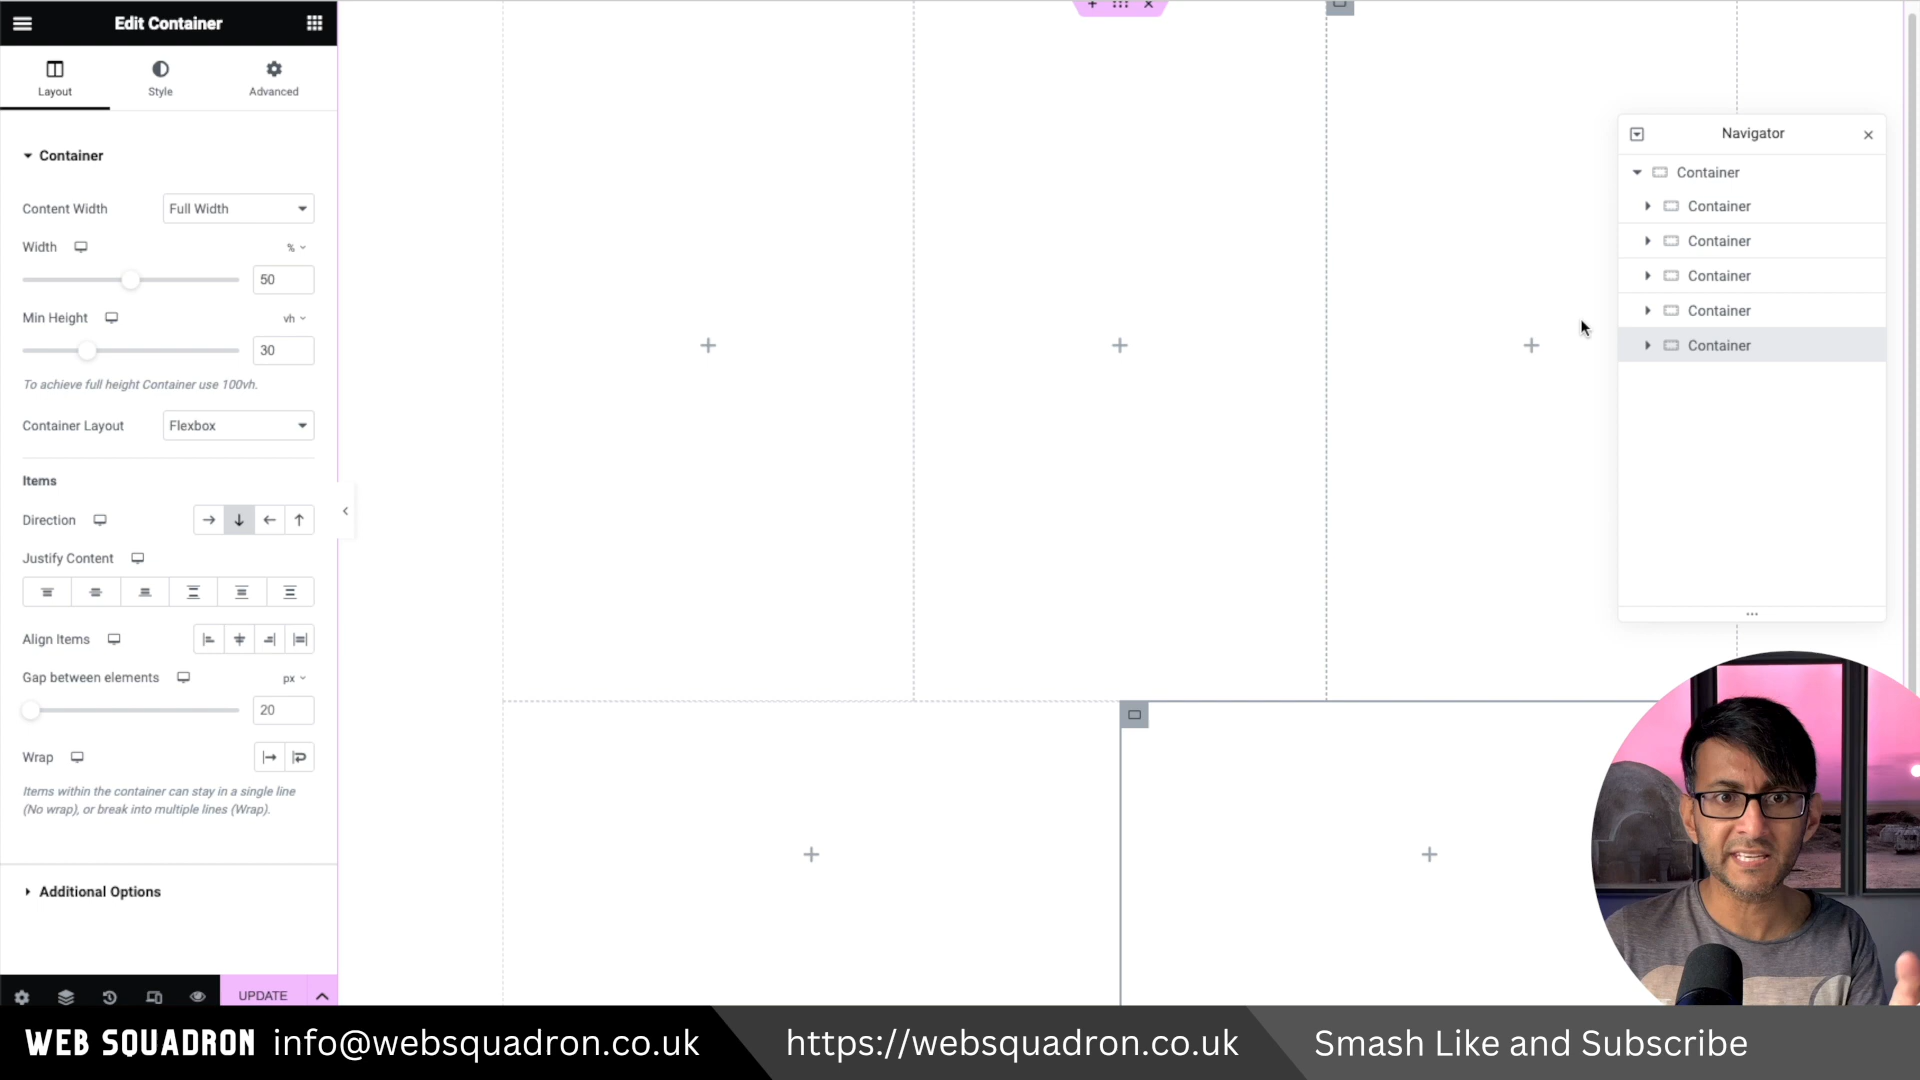 Edit Container
Layout
Style
Advanced
Container
Content Width
Full Width
Width
%
50
Min Height
vh
30
To achieve full height Container use 100vh.
Container Layout
Flexbox
Items
Direction
Justify Content
Align Items
Gap between elements
px
20
Wrap
Items within the container can stay in a single line
(No wrap), or break into multiple lines (Wrap).
Additional Options
UPDATE
Navigator
Container
Container
Container
Container
Container
Container
WEB SQUADRON info@websquadron.co.uk
https://websquadron.co.uk
Smash Like and Subscribe